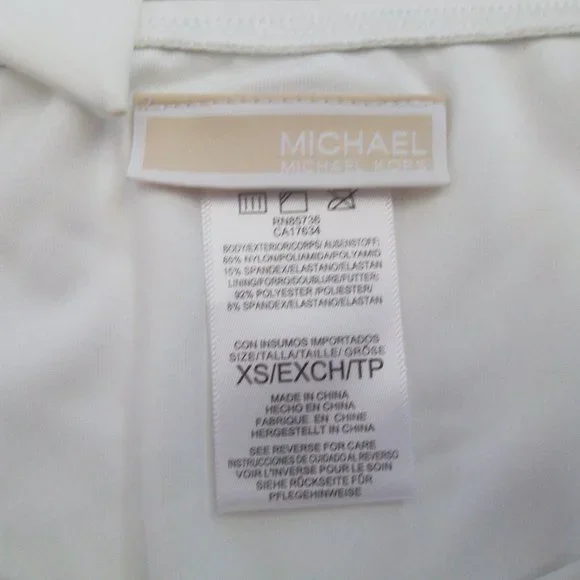 MICHAEL
MICHAEL KORS
RN85736
CA17634
BODY/EXTERIOR/CORPS/ AUSENSTOFF:
85% NYLON/POLIAMIDA/POLYAMID
15% SPANDEX/ELASTANO/ELASTAN
LINING/FORRO/DOUBLURE/FUTTER:
92% POLYESTER /POLIESTER/
8% SPANDEX/ELASTANO/ELASTAN
CON INSUMOS IMPORTADOS
SIZE/TALLA/TAILLE/ GRÖSE
XS/EXCH/TP
MADE IN CHINA
HECHO EN CHINA
FABRIQUE EN CHINE
HERGESTELLT IN CHINA
SEE REVERSE FOR CARE
INSTRUCCIONES DE CUIDADO AL REVERSO
VOIR L'INVERSE POUR LE SOIN
SIEHE RÜCKSEITE FÜR
PFLEGEHINWEISE